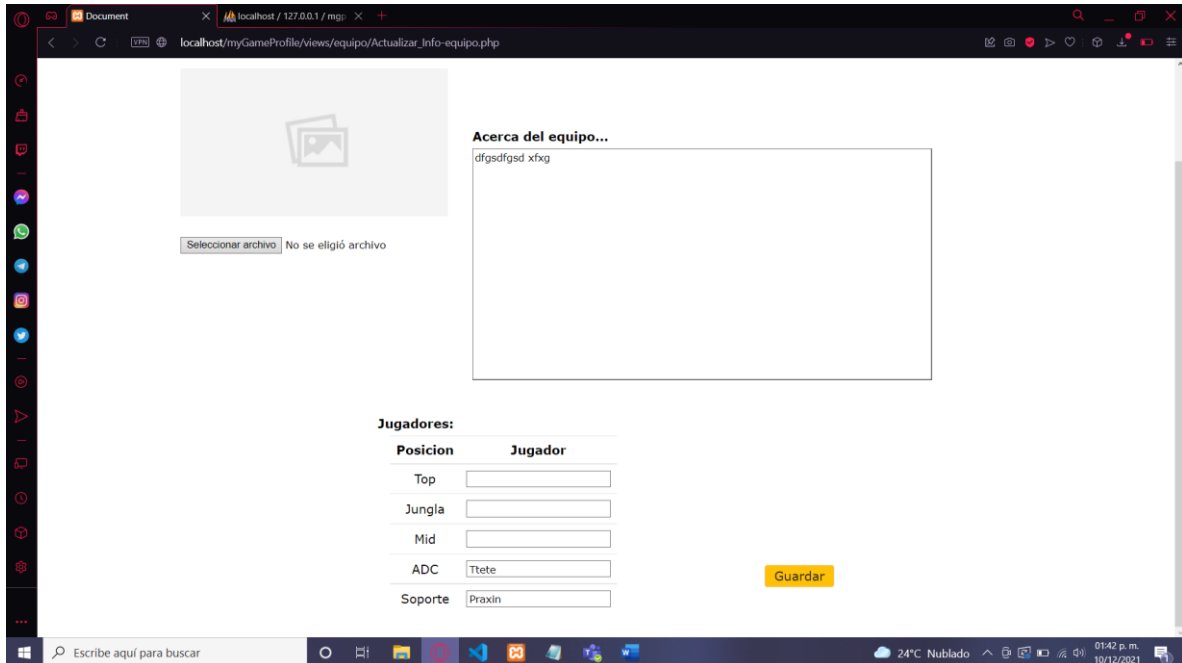 Document
localhost / 127.0.0.1 / mgp
VPN
localhost/myGameProfile/views/equipo/Actualizar_Info-equipo.php
Acerca del equipo...
dfgsdfgsd xfxg
Seleccionar archivo No se eligió archivo
Jugadores:
Posicion Jugador
Top
Jungla
Mid
ADC Ttete
Guardar
Soporte Praxin
Escribe aquí para buscar
24°C Nublado
01:42 p. m.
10/12/2021